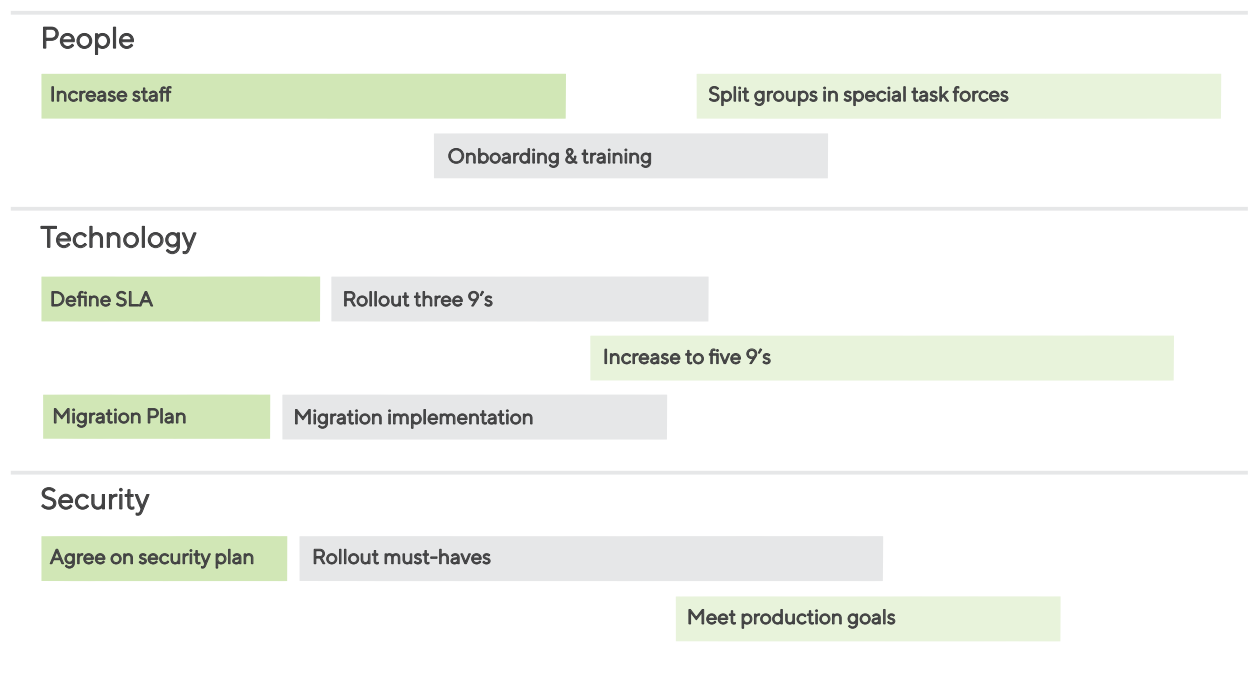 People
Increase staff
Split groups in special task forces
Onboarding & training
Technology
Define SLA
Rollout three 9’s
Increase to five 9’s
Migration Plan
Migration implementation
Security
Agree on security plan
Rollout must-haves
Meet production goals